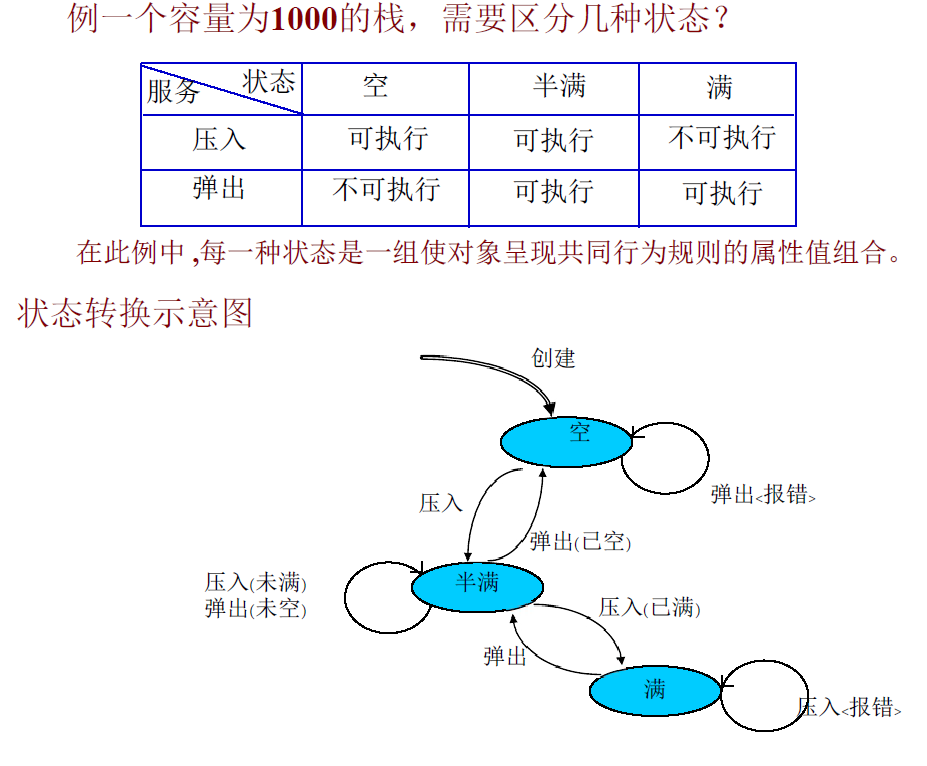 例一个容量为1000的栈，需要区分几种状态？
服务 状态 空 半满 满
压入 可执行 可执行 不可执行
弹出 不可执行 可执行 可执行
在此例中,每一种状态是一组使对象呈现共同行为规则的属性值组合。
状态转换示意图
创建
空
弹出<报错>
压入
弹出(已空)
半满
压入(未满)
弹出(未空)
压入(已满)
弹出
满
压入<报错>